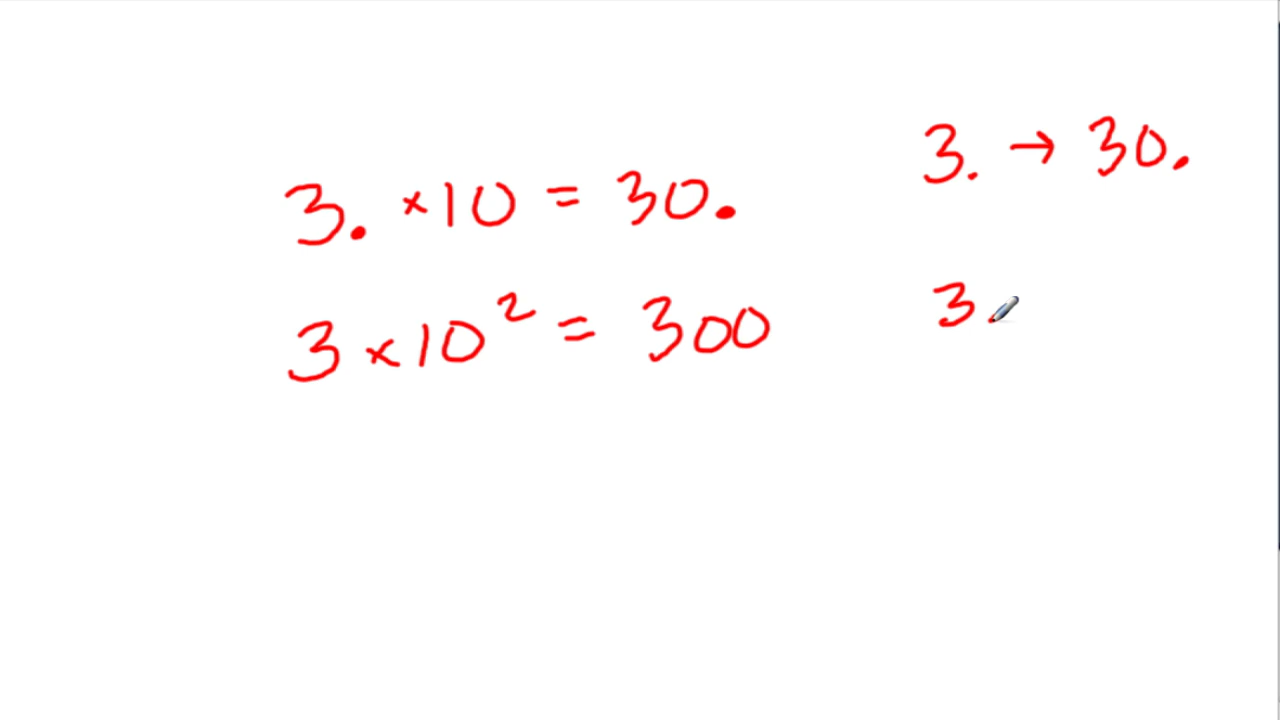 3. × 10 = 30.
3 × 10² = 300
3. → 30.
3.